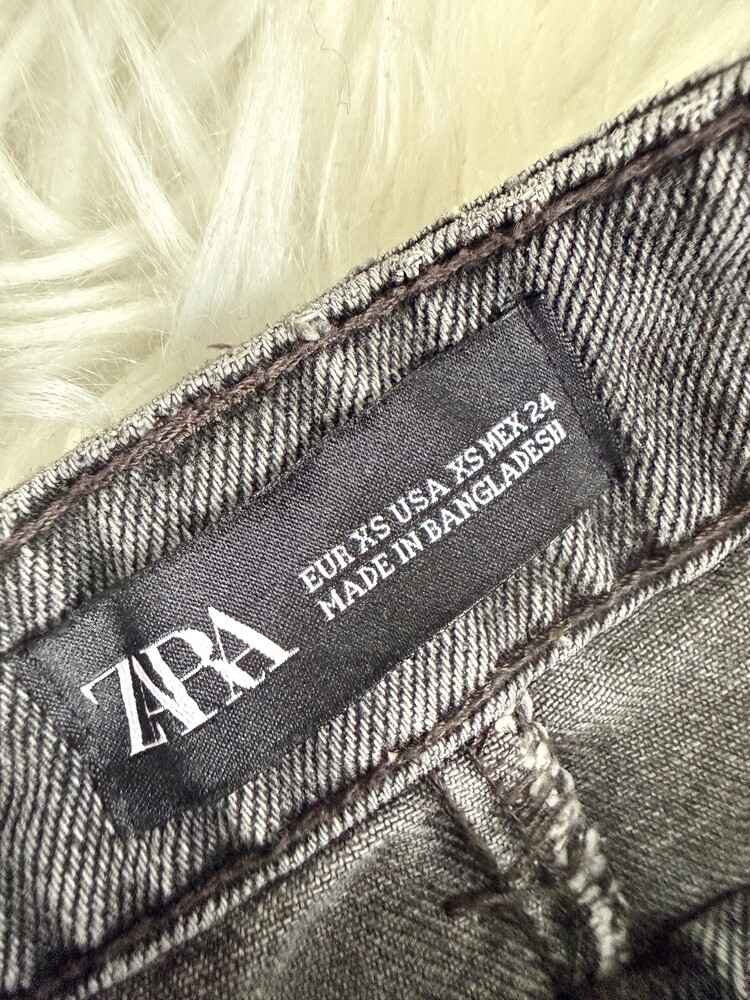 ZARA
EUR XS USA XS MEX 24
MADE IN BANGLADESH